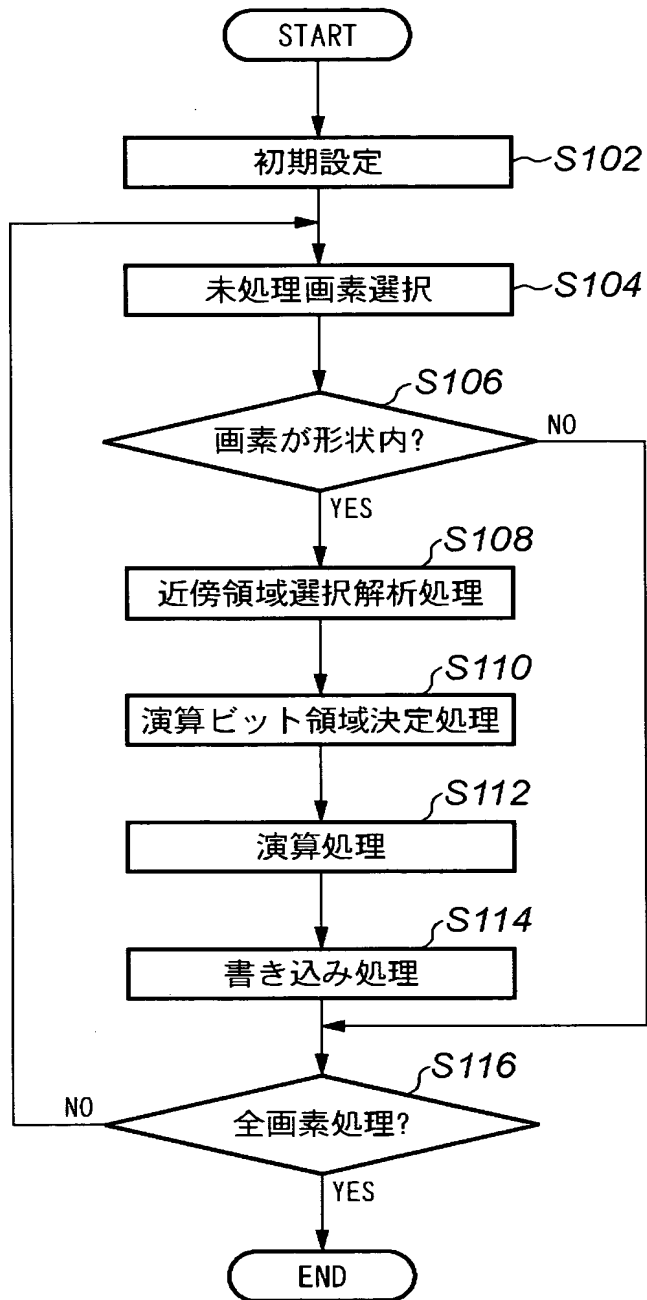 START
初期設定
S102
未処理画素選択
S104
S106
画素が形状内?
NO
YES
S108
近傍領域選択解析処理
S110
演算ビット領域決定処理
S112
演算処理
S114
書き込み処理
S116
NO
全画素処理?
YES
END